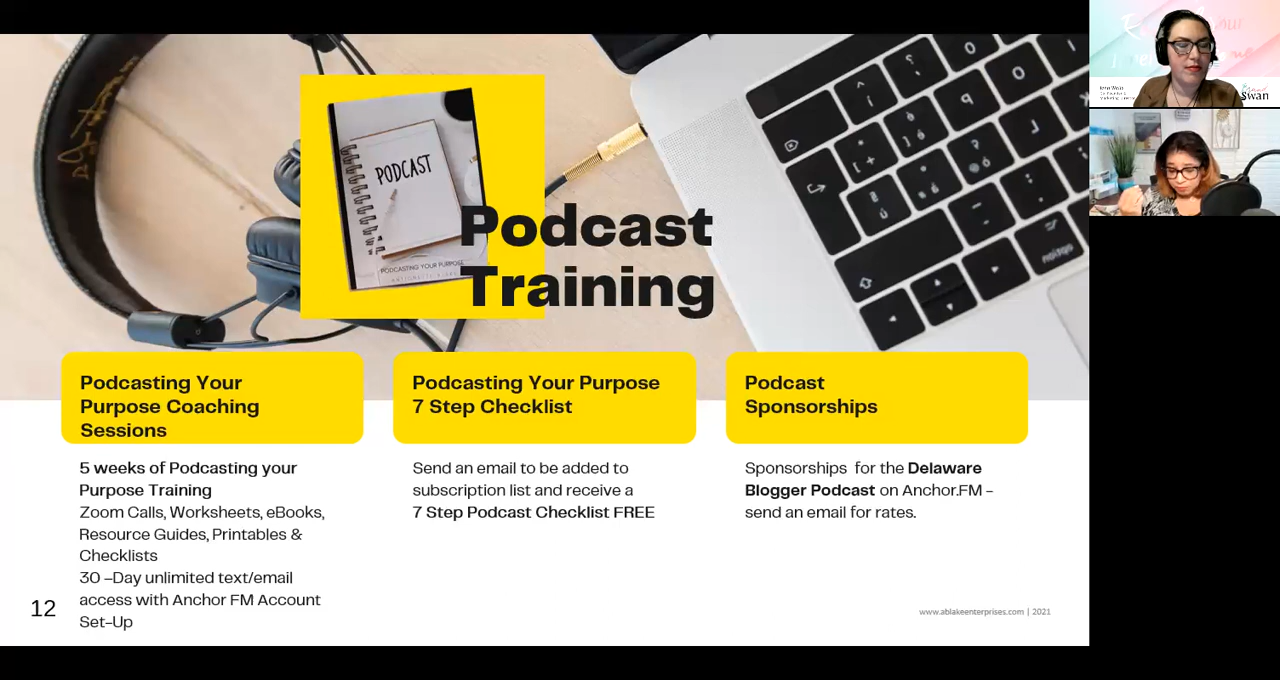 PODCAST
PODCASTING YOUR PURPOSE
Podcast
Training
Podcasting Your
Purpose Coaching
Sessions
5 weeks of Podcasting your
Purpose Training
Zoom Calls, Worksheets, eBooks,
Resource Guides, Printables &
Checklists
30 –Day unlimited text/email
access with Anchor FM Account
Set-Up
Podcasting Your Purpose
7 Step Checklist
Send an email to be added to
subscription list and receive a
7 Step Podcast Checklist FREE
Podcast
Sponsorships
Sponsorships for the Delaware
Blogger Podcast on Anchor.FM -
send an email for rates.
12
www.ablakeenterprises.com | 2021
swan